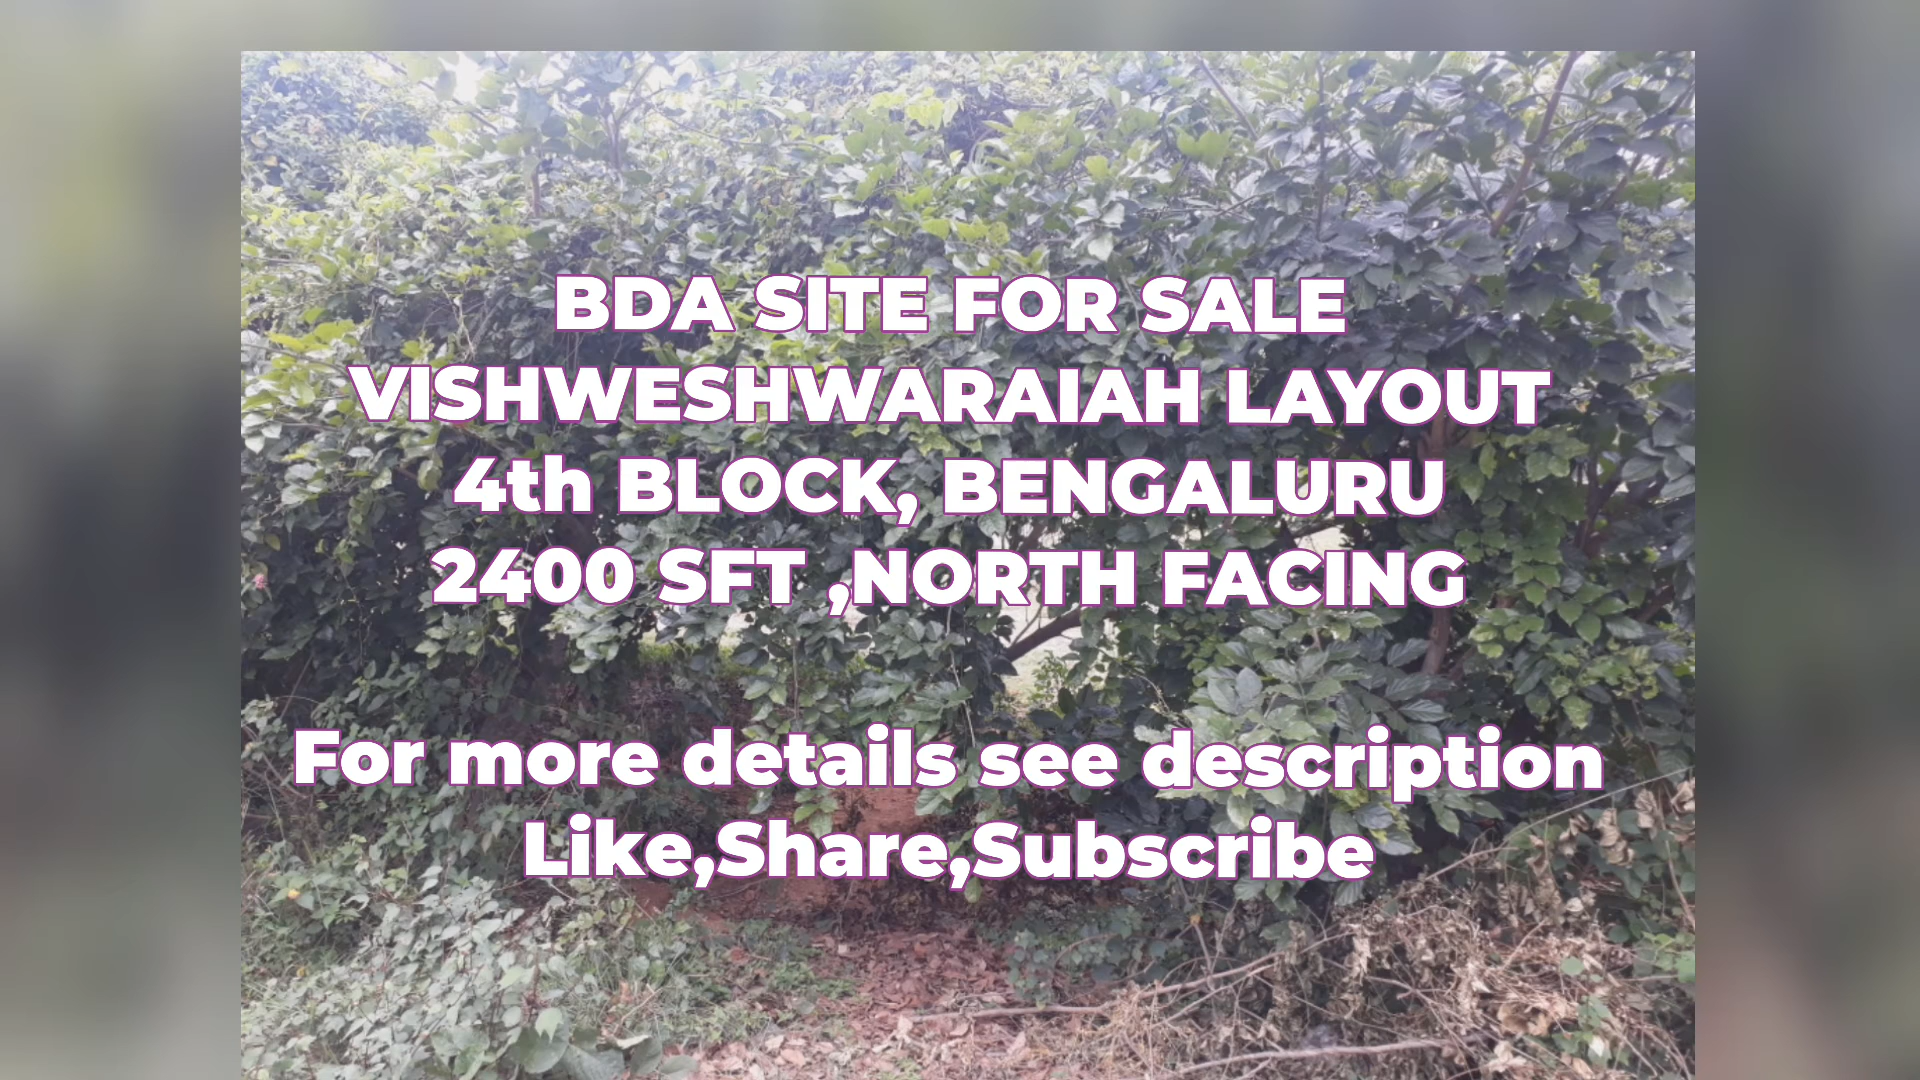 BDA SITE FOR SALE
VISHWESHWARAIAH LAYOUT
4th BLOCK, BENGALURU
2400 SFT ,NORTH FACING
For more details see description
Like,Share,Subscribe